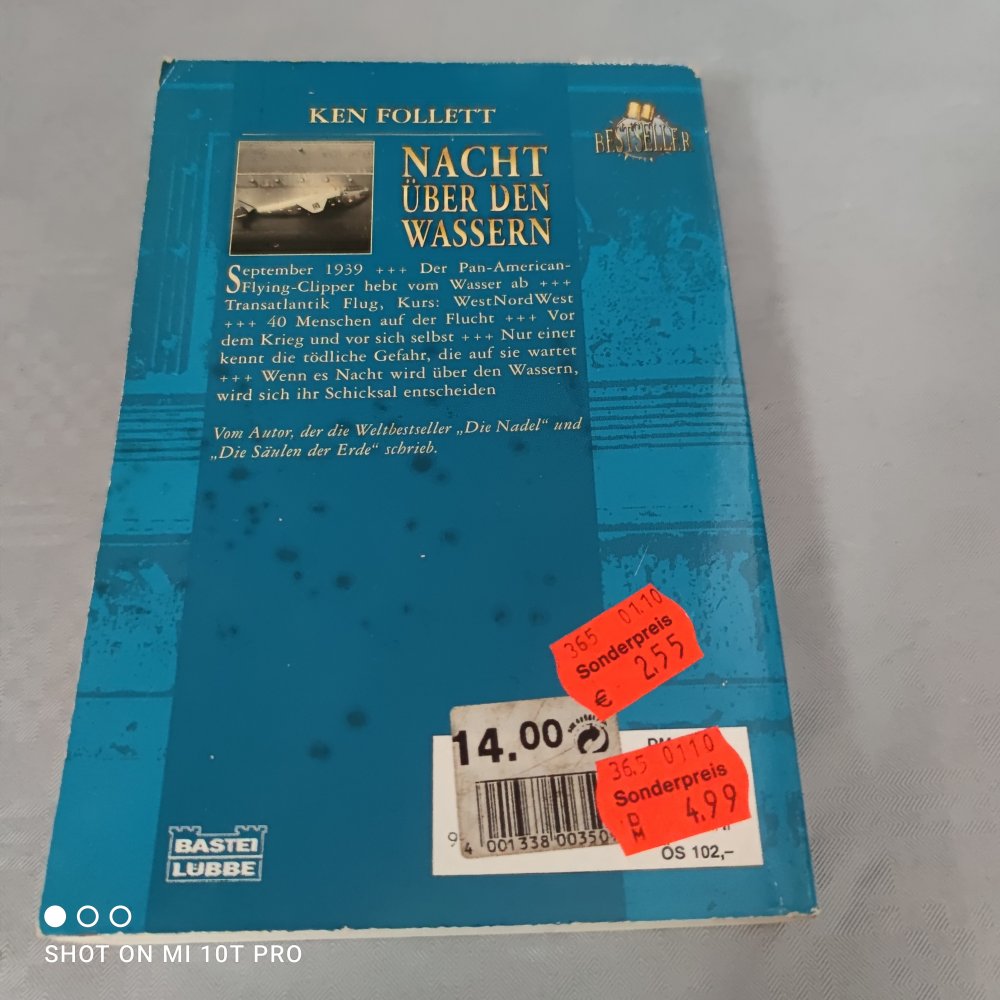 KEN FOLLETT
BESTSELLER
NACHT
ÜBER DEN
WASSERN
September 1939 +++ Der Pan-American-
Flying-Clipper hebt vom Wasser ab +++
Transatlantik Flug, Kurs: WestNordWest
+++ 40 Menschen auf der Flucht +++ Vor
dem Krieg und vor sich selbst +++ Nur einer
kennt die tödliche Gefahr, die auf sie wartet
+++ Wenn es Nacht wird über den Wassern,
wird sich ihr Schicksal entscheiden
Vom Autor, der die Weltbestseller „Die Nadel“ und
„Die Säulen der Erde“ schrieb.
365 01.10
Sonderpreis
€ 2.55
14.00
365 0110
Sonderpreis
DM 4.99
9
4 001338 00350
ÖS 102,–
BASTEI
LÜBBE
SHOT ON MI 10T PRO